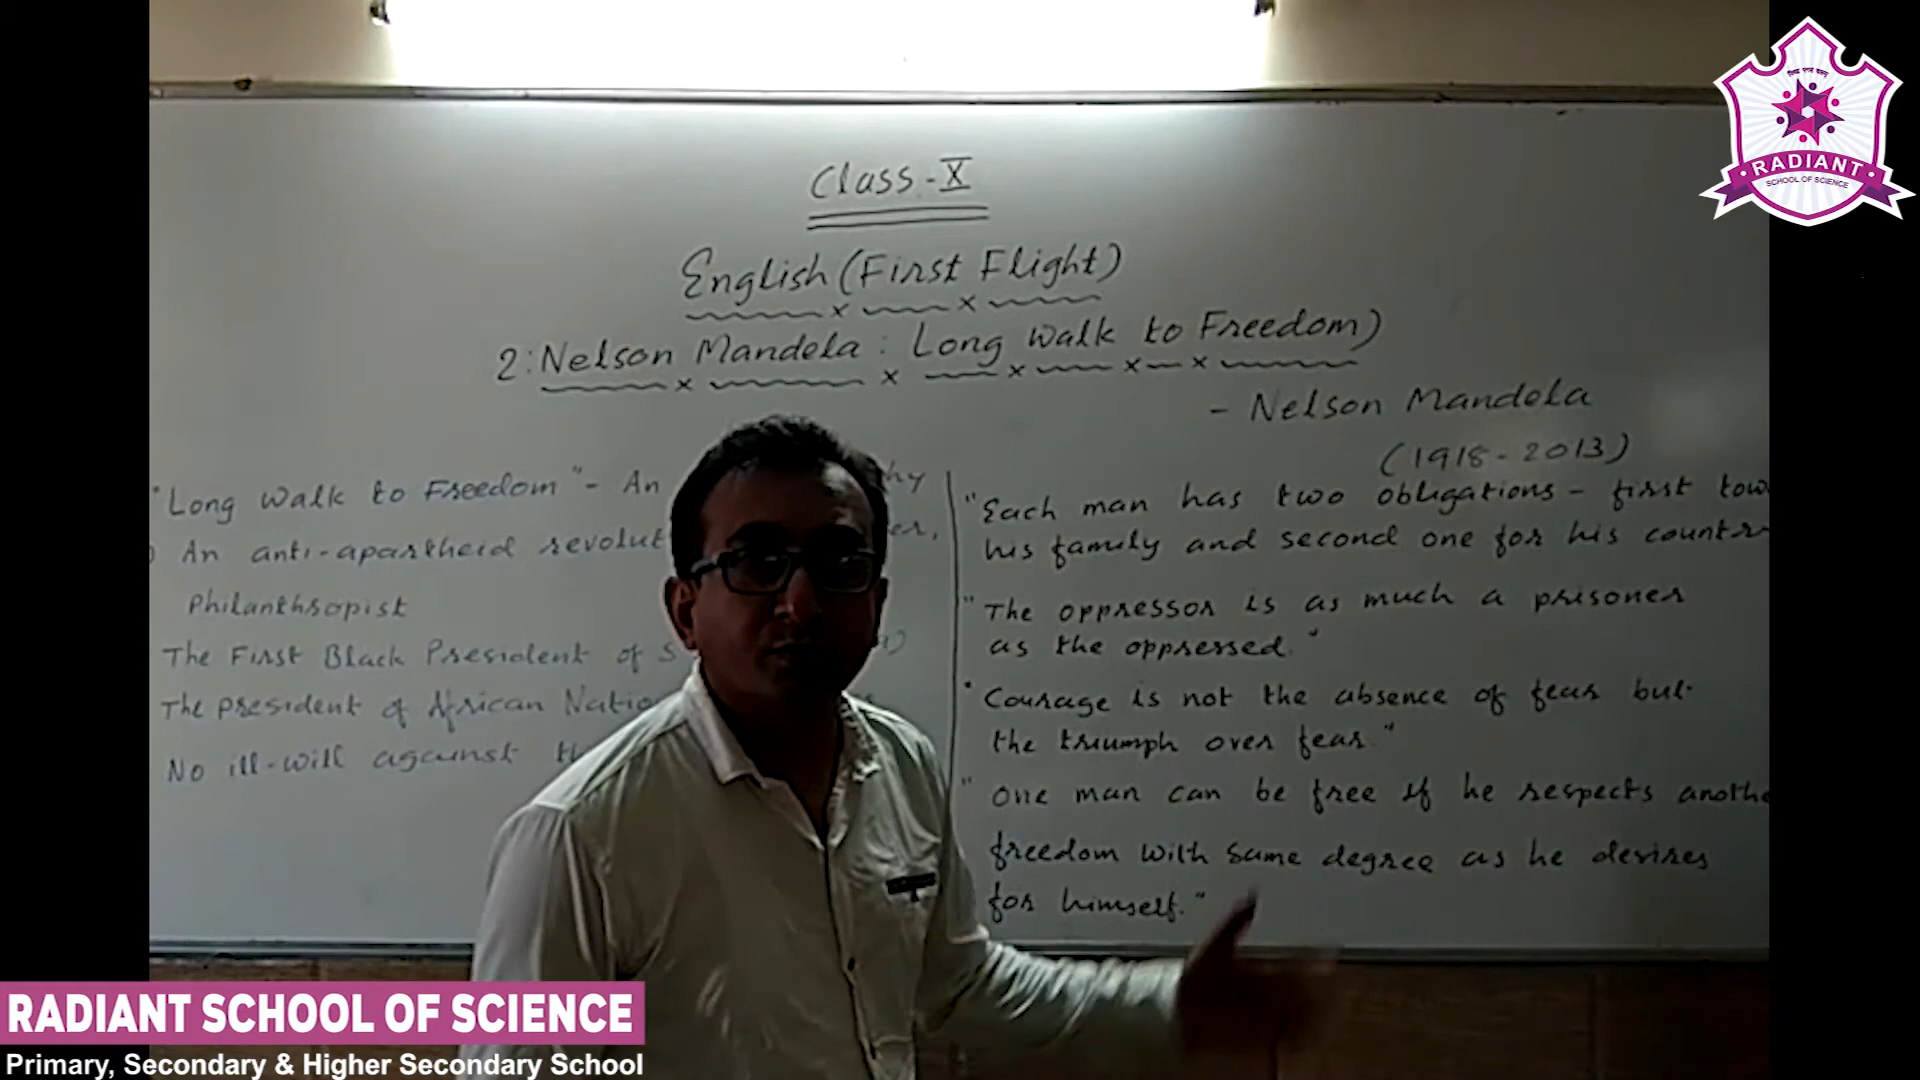 Class-X
English (First Flight)
2: Nelson Mandela: Long Walk to Freedom)
- Nelson Mandela
(1918-2013)
"Long Walk to Freedom" - An
An anti-apartheid
Philanthropist
The First Black President of
The president of African
No ill-will against
"Each man has two obligations - first
his family and second one for his
"The oppressor is as much a prisoner
as the oppressed."
"Courage is not the absence of fear but
the triumph over fear."
"One man can be free if he respects
freedom with same degree as he desires
for himself."
RADIANT
SCHOOL OF SCIENCE
RADIANT SCHOOL OF SCIENCE
Primary, Secondary & Higher Secondary School